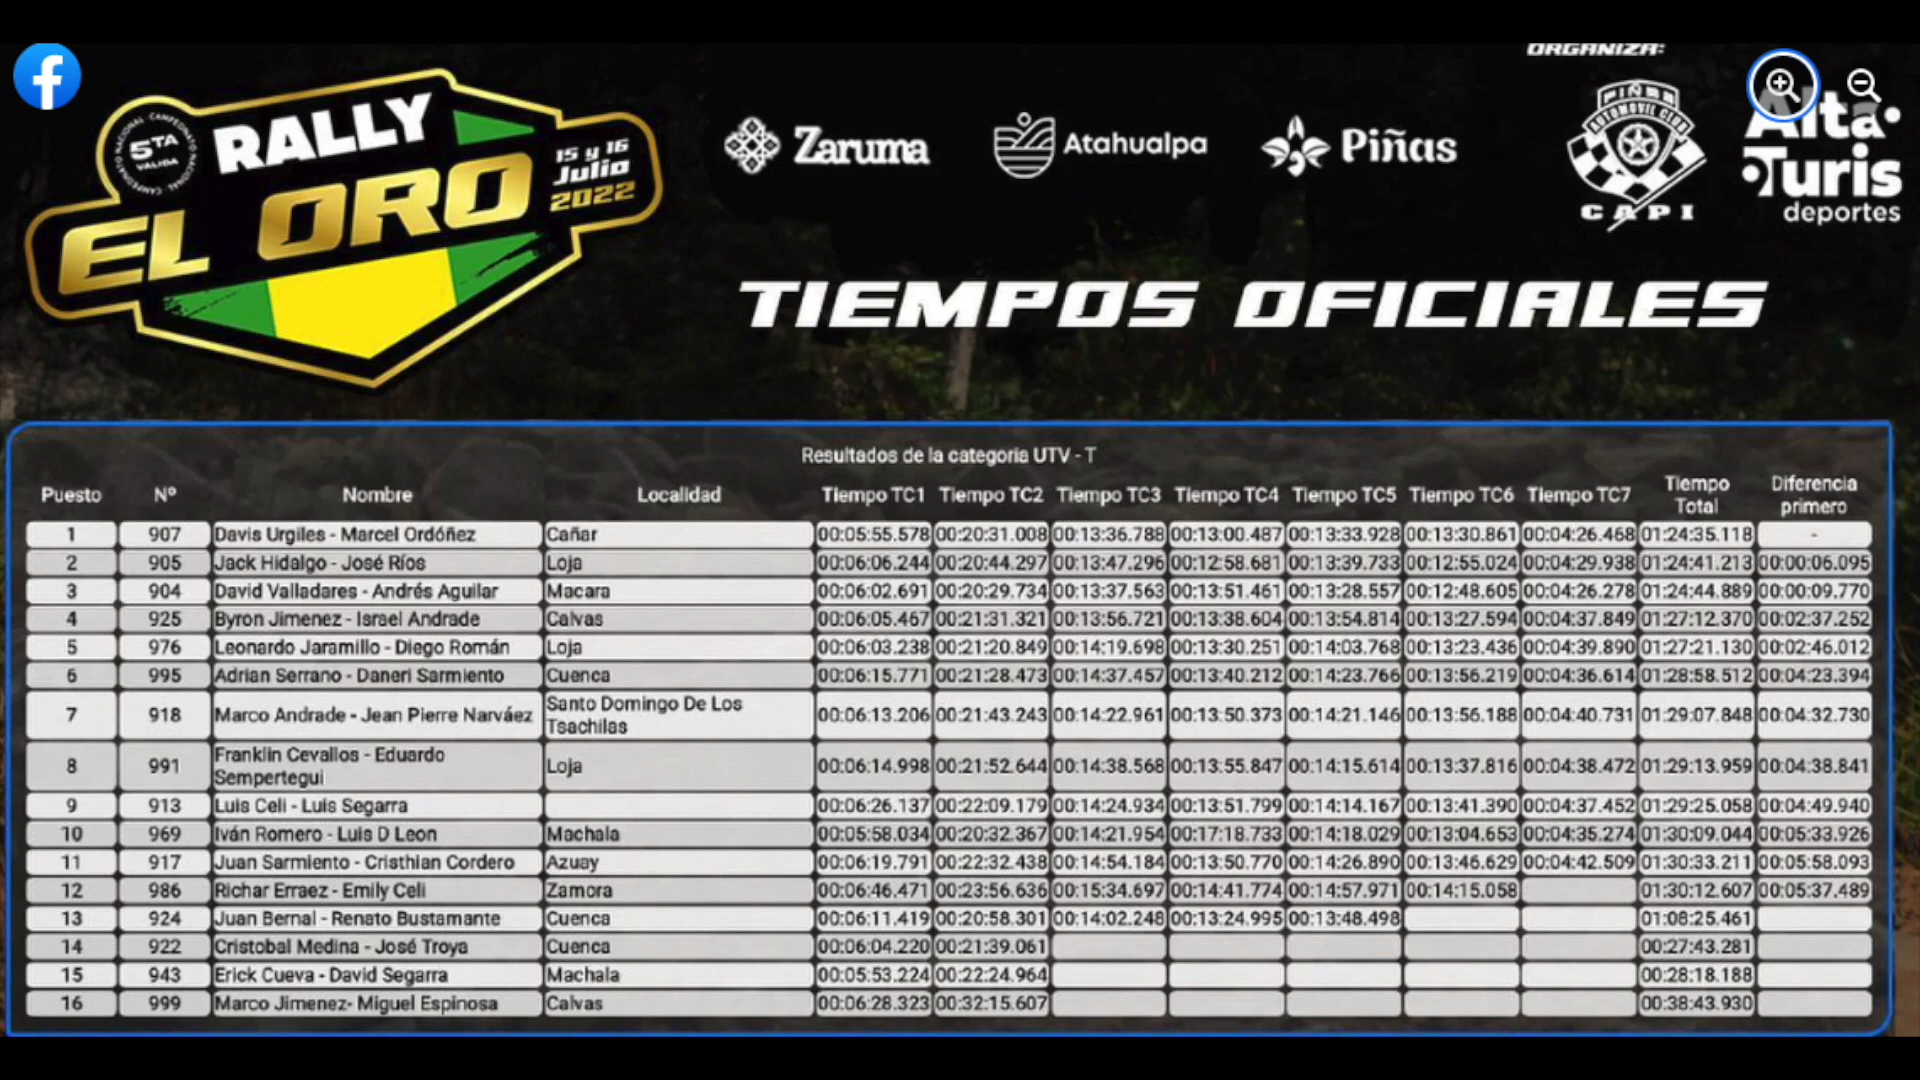 ORGANIZA:
CAMPEONATO NACIONAL
5TA
VÁLIDA
RALLY
EL ORO
15 y 16
Julio
2022
Zaruma
Atahualpa
Piñas
PIÑAS
AUTOMOVIL CLUB
CAPI
Alta
Turis
deportes
TIEMPOS OFICIALES
Resultados de la categoria UTV - T
Puesto Nº Nombre Localidad Tiempo TC1 Tiempo TC2 Tiempo TC3 Tiempo TC4 Tiempo TC5 Tiempo TC6 Tiempo TC7 Tiempo Total Diferencia primero
1 907 Davis Urgiles - Marcel Ordóñez Cañar 00:05:55.578 00:20:31.008 00:13:36.788 00:13:00.487 00:13:33.928 00:13:30.861 00:04:26.468 01:24:35.118 -
2 905 Jack Hidalgo - José Ríos Loja 00:06:06.244 00:20:44.297 00:13:47.296 00:12:58.681 00:13:39.733 00:12:55.024 00:04:29.938 01:24:41.213 00:00:06.095
3 904 David Valladares - Andrés Aguilar Macara 00:06:02.691 00:20:29.734 00:13:37.563 00:13:51.461 00:13:28.557 00:12:48.605 00:04:26.278 01:24:44.889 00:00:09.770
4 925 Byron Jimenez - Israel Andrade Calvas 00:06:05.467 00:21:31.321 00:13:56.721 00:13:38.604 00:13:54.814 00:13:27.594 00:04:37.849 01:27:12.370 00:02:37.252
5 976 Leonardo Jaramillo - Diego Román Loja 00:06:03.238 00:21:20.849 00:14:19.698 00:13:30.251 00:14:03.768 00:13:23.436 00:04:39.890 01:27:21.130 00:02:46.012
6 995 Adrian Serrano - Daneri Sarmiento Cuenca 00:06:15.771 00:21:28.473 00:14:37.457 00:13:40.212 00:14:23.766 00:13:56.219 00:04:36.614 01:28:58.512 00:04:23.394
7 918 Marco Andrade - Jean Pierre Narváez Santo Domingo De Los Tsachilas 00:06:13.206 00:21:43.243 00:14:22.961 00:13:50.373 00:14:21.146 00:13:56.188 00:04:40.731 01:29:07.848 00:04:32.730
8 991 Franklin Cevallos - Eduardo Sempertegui Loja 00:06:14.998 00:21:52.644 00:14:38.568 00:13:55.847 00:14:15.614 00:13:37.816 00:04:38.472 01:29:13.959 00:04:38.841
9 913 Luis Celi - Luis Segarra 00:06:26.137 00:22:09.179 00:14:24.934 00:13:51.799 00:14:14.167 00:13:41.390 00:04:37.452 01:29:25.058 00:04:49.940
10 969 Iván Romero - Luis D Leon Machala 00:05:58.034 00:20:32.367 00:14:21.954 00:17:18.733 00:14:18.029 00:13:04.653 00:04:35.274 01:30:09.044 00:05:33.926
11 917 Juan Sarmiento - Cristhian Cordero Azuay 00:06:19.791 00:22:32.438 00:14:54.184 00:13:50.770 00:14:26.890 00:13:46.629 00:04:42.509 01:30:33.211 00:05:58.093
12 986 Richar Erraez - Emily Celi Zamora 00:06:46.471 00:23:56.636 00:15:34.697 00:14:41.774 00:14:57.971 00:14:15.058 01:30:12.607 00:05:37.489
13 924 Juan Bernal - Renato Bustamante Cuenca 00:06:11.419 00:20:58.301 00:14:02.248 00:13:24.995 00:13:48.498 01:08:25.461
14 922 Cristobal Medina - José Troya Cuenca 00:06:04.220 00:21:39.061 00:27:43.281
15 943 Erick Cueva - David Segarra Machala 00:05:53.224 00:22:24.964 00:28:18.188
16 999 Marco Jimenez- Miguel Espinosa Calvas 00:06:28.323 00:32:15.607 00:38:43.930